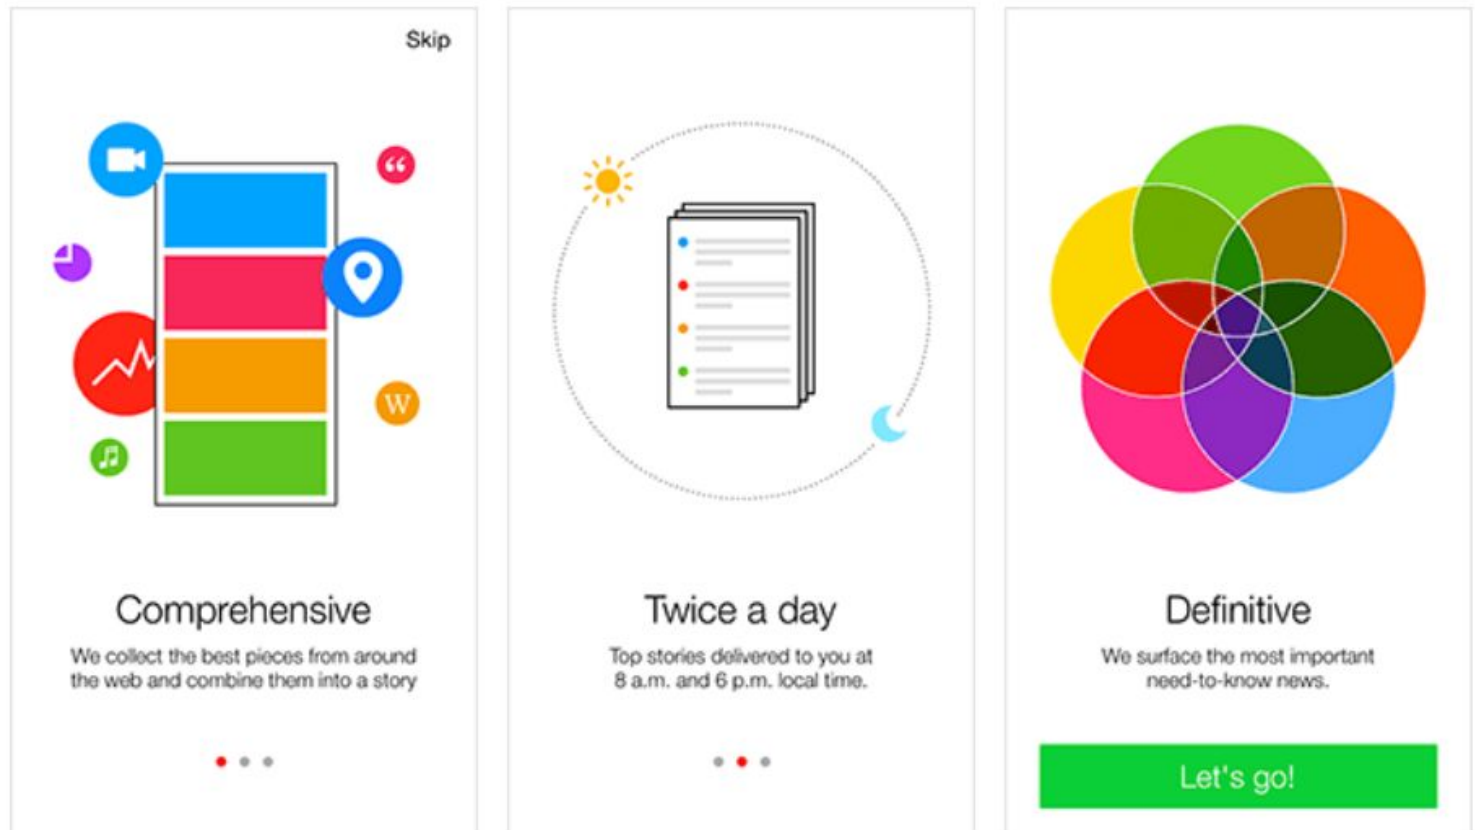 Skip
“
W
Comprehensive
We collect the best pieces from around
the web and combine them into a story
Twice a day
Top stories delivered to you at
8 a.m. and 6 p.m. local time.
Definitive
We surface the most important
need-to-know news.
Let's go!